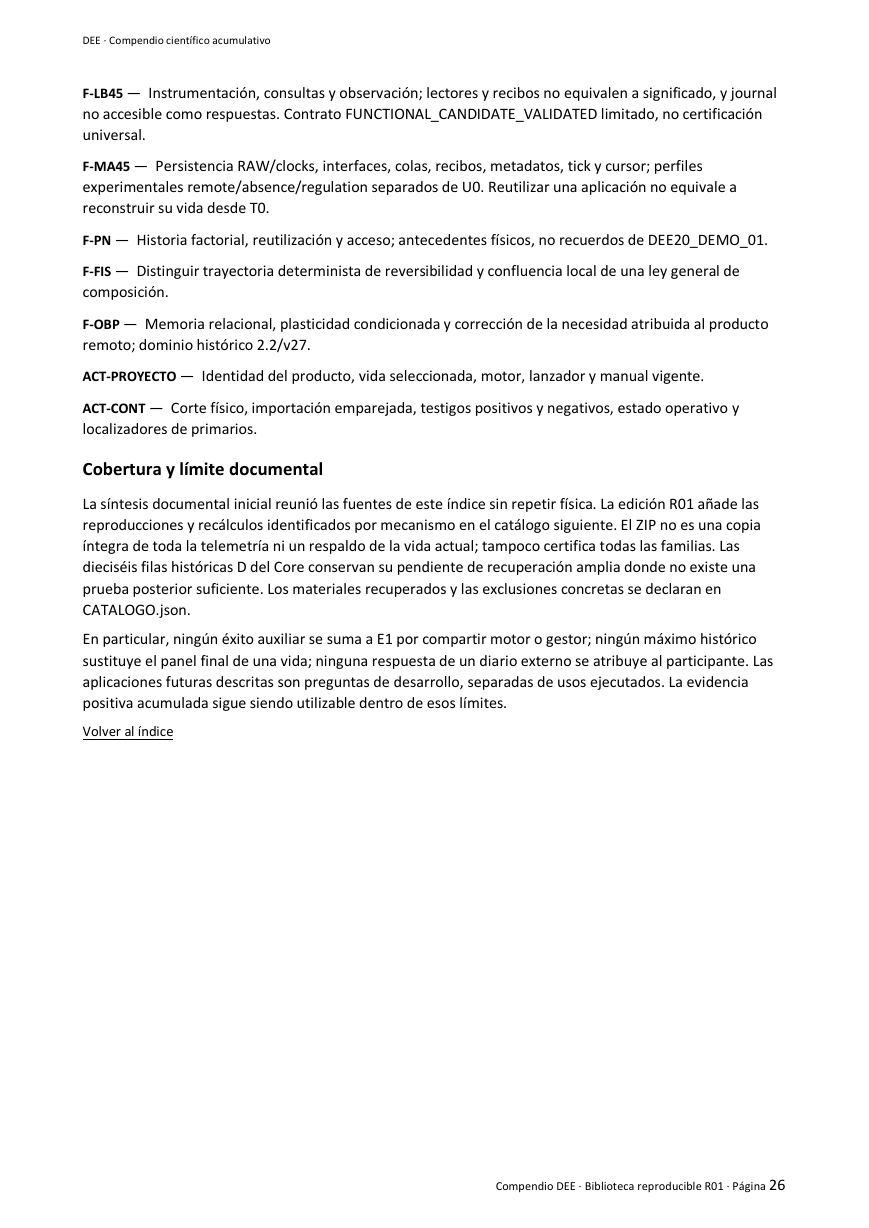 DEE · Compendio científico acumulativo
F-LB45 — Instrumentación, consultas y observación; lectores y recibos no equivalen a significado, y journal
no accesible como respuestas. Contrato FUNCTIONAL_CANDIDATE_VALIDATED limitado, no certificación
universal.
F-MA45 — Persistencia RAW/clocks, interfaces, colas, recibos, metadatos, tick y cursor; perfiles
experimentales remote/absence/regulation separados de U0. Reutilizar una aplicación no equivale a
reconstruir su vida desde T0.
F-PN — Historia factorial, reutilización y acceso; antecedentes físicos, no recuerdos de DEE20_DEMO_01.
F-FIS — Distinguir trayectoria determinista de reversibilidad y confluencia local de una ley general de
composición.
F-OBP — Memoria relacional, plasticidad condicionada y corrección de la necesidad atribuida al producto
remoto; dominio histórico 2.2/v27.
ACT-PROYECTO — Identidad del producto, vida seleccionada, motor, lanzador y manual vigente.
ACT-CONT — Corte físico, importación emparejada, testigos positivos y negativos, estado operativo y
localizadores de primarios.
Cobertura y límite documental
La síntesis documental inicial reunió las fuentes de este índice sin repetir física. La edición R01 añade las
reproducciones y recálculos identificados por mecanismo en el catálogo siguiente. El ZIP no es una copia
íntegra de toda la telemetría ni un respaldo de la vida actual; tampoco certifica todas las familias. Las
dieciséis filas históricas D del Core conservan su pendiente de recuperación amplia donde no existe una
prueba posterior suficiente. Los materiales recuperados y las exclusiones concretas se declaran en
CATALOGO.json.
En particular, ningún éxito auxiliar se suma a E1 por compartir motor o gestor; ningún máximo histórico
sustituye el panel final de una vida; ninguna respuesta de un diario externo se atribuye al participante. Las
aplicaciones futuras descritas son preguntas de desarrollo, separadas de usos ejecutados. La evidencia
positiva acumulada sigue siendo utilizable dentro de esos límites.
Volver al índice
Compendio DEE · Biblioteca reproducible R01 · Página 26